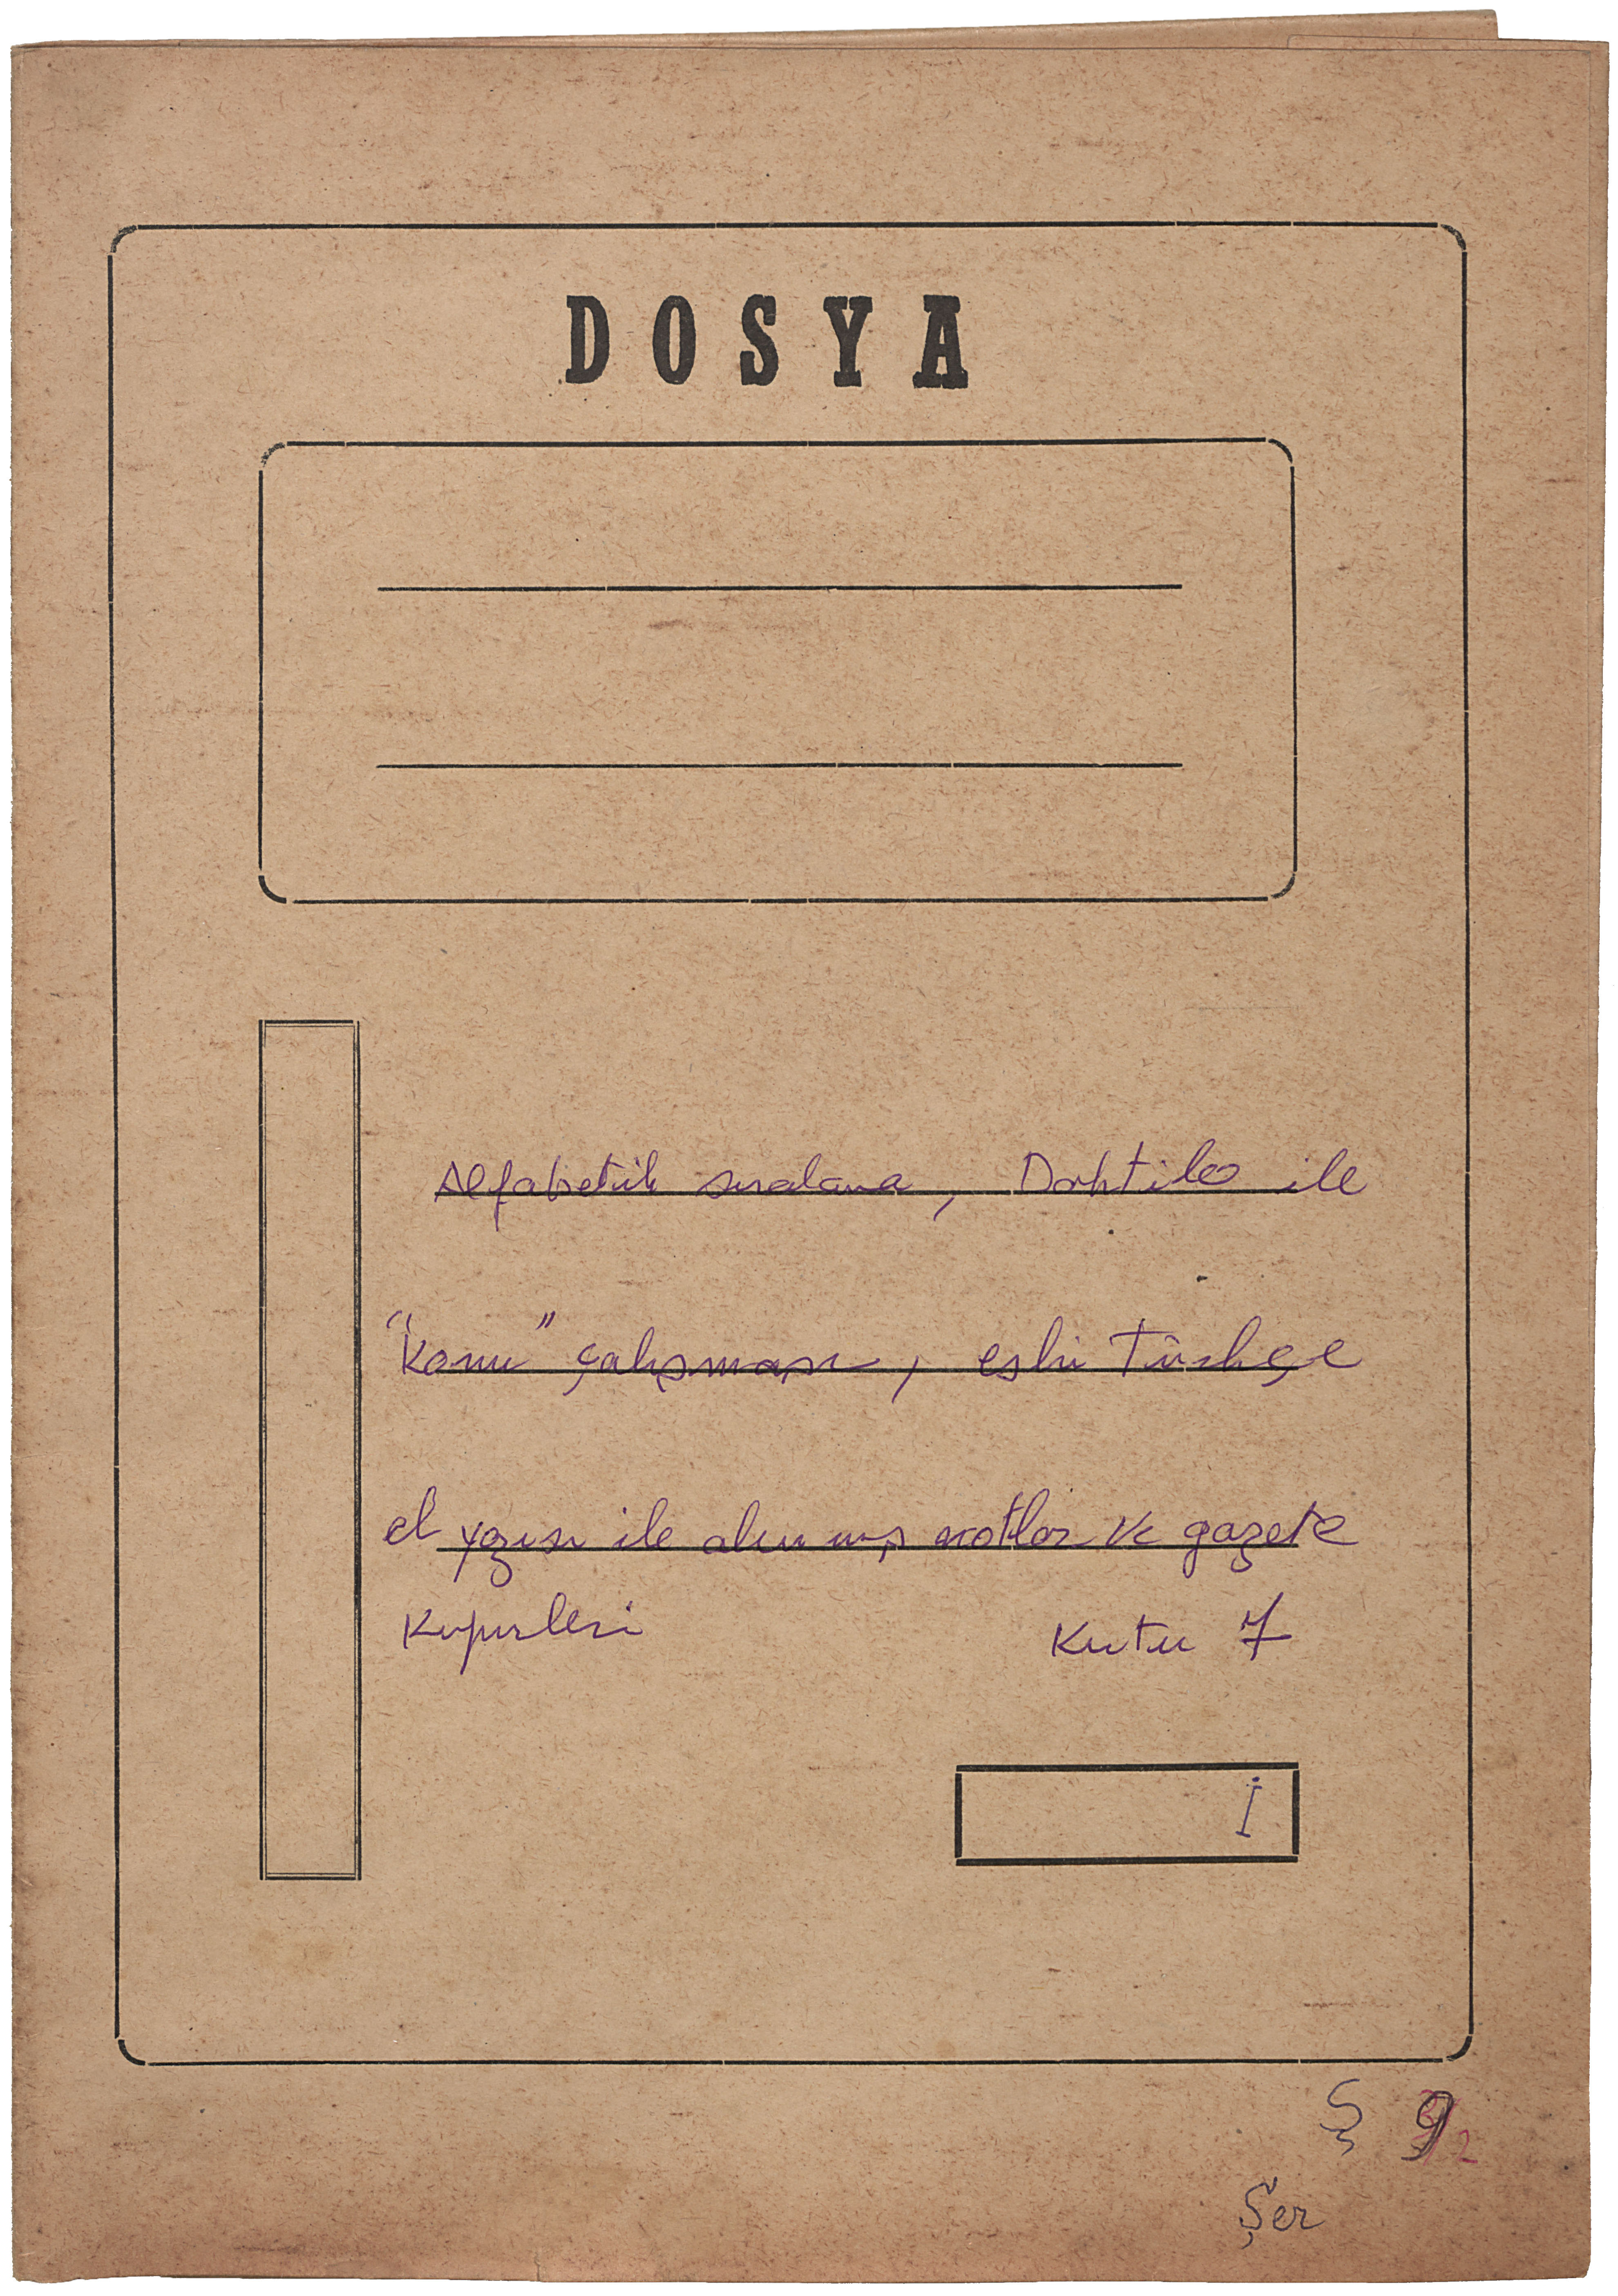 DOSYA
Alfabetik sıralama, Daktilo ile
"Konu" çalışması, eski Türkçe
el yazısı ile alınmış notlar ve gazete
Kupürleri Kutu 7
İ
Ş 9
Şer